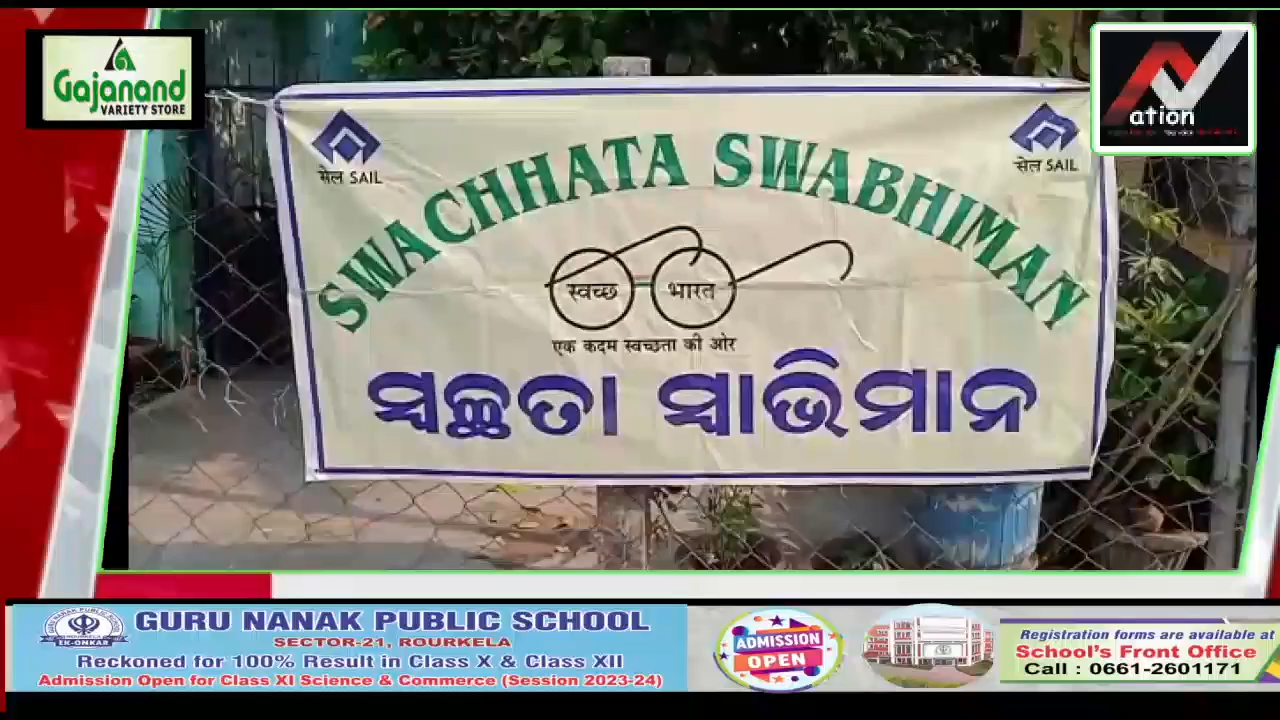 Gajanand
VARIETY STORE
ation
सेल SAIL
सेल SAIL
SWACHHATA SWABHIMAN
स्वच्छ भारत
एक कदम स्वच्छता की ओर
ସ୍ୱଚ୍ଛତା ସ୍ୱାଭିମାନ
GURU NANAK PUBLIC SCHOOL
SECTOR-21, ROURKELA
Reckoned for 100% Result in Class X & Class XII
Admission Open for Class XI Science & Commerce (Session 2023-24)
EK-ONKAR
ADMISSION
OPEN
Registration forms are available at
School's Front Office
Call : 0661-2601171